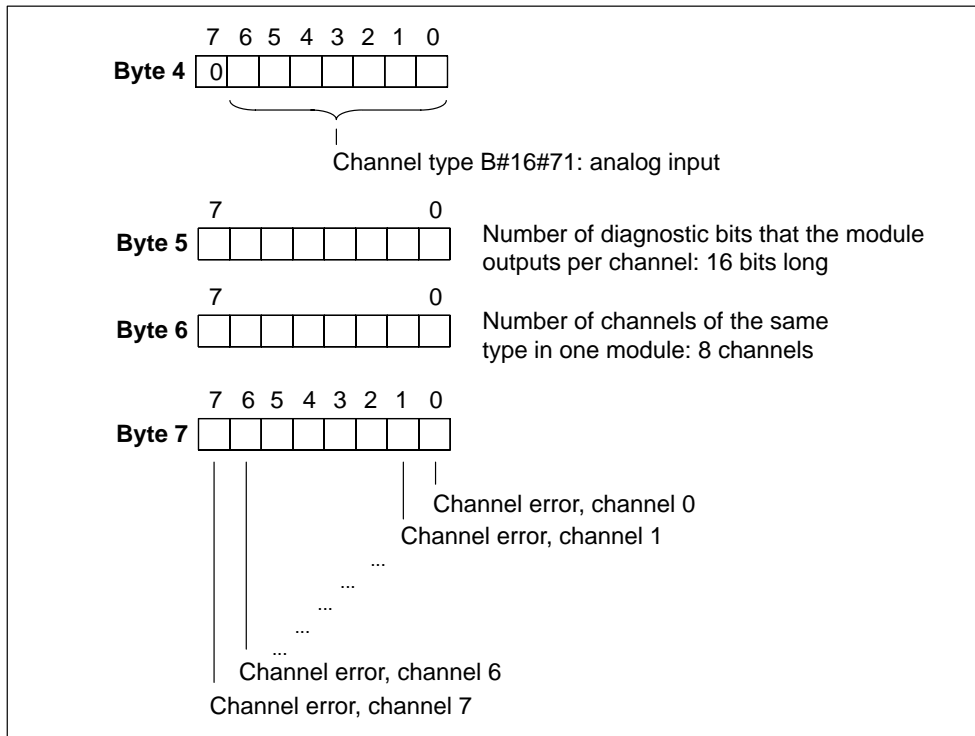 7 6 5 4 3 2 1 0
Byte 4 0
Channel type B#16#71: analog input
7 0
Byte 5
Number of diagnostic bits that the module
outputs per channel: 16 bits long
7 0
Byte 6
Number of channels of the same
type in one module: 8 channels
7 6 5 4 3 2 1 0
Byte 7
Channel error, channel 0
Channel error, channel 1
...
...
...
...
...
Channel error, channel 6
Channel error, channel 7